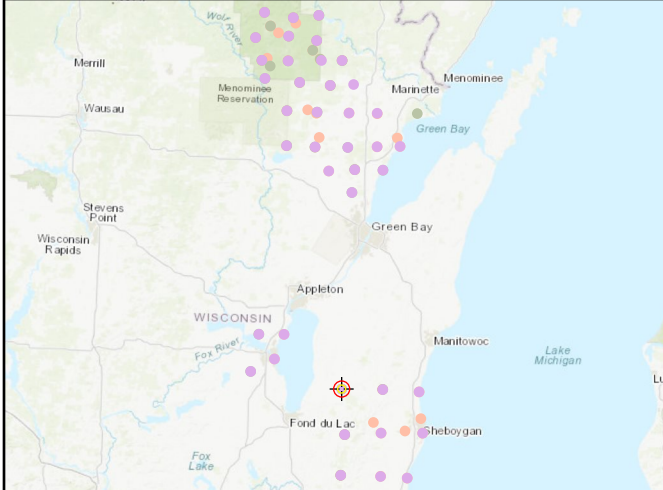 Wolf
River
Merrill
Menominee
Marinette
Menominee
Reservation
Wausau
Green Bay
Stevens
Point
Green Bay
Wisconsin
Rapids
Appleton
WISCONSIN
Manitowoc
Fox River
Lake
Michigan
Lu
Fond du Lac
Sheboygan
Fox
Lake